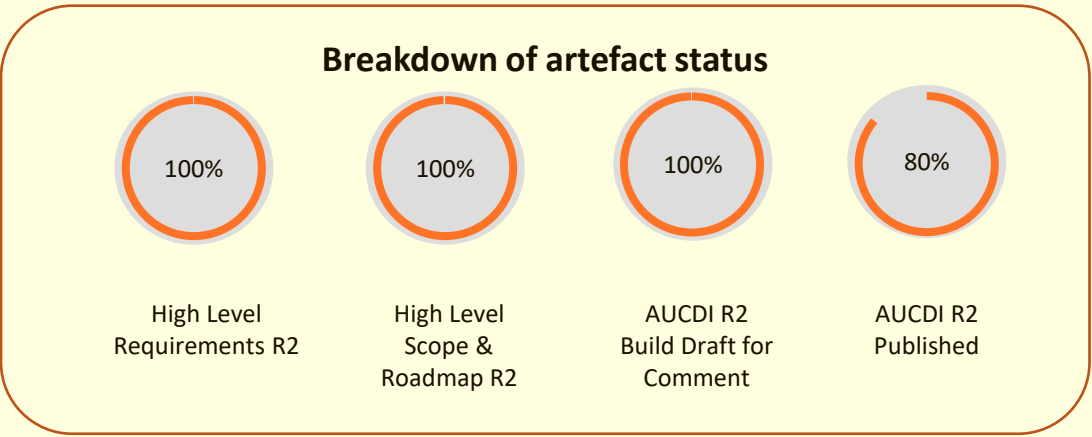 Breakdown of artefact status
100%
100%
100%
80%
High Level
Requirements R2
High Level
Scope &
Roadmap R2
AUCDI R2
Build Draft for
Comment
AUCDI R2
Published